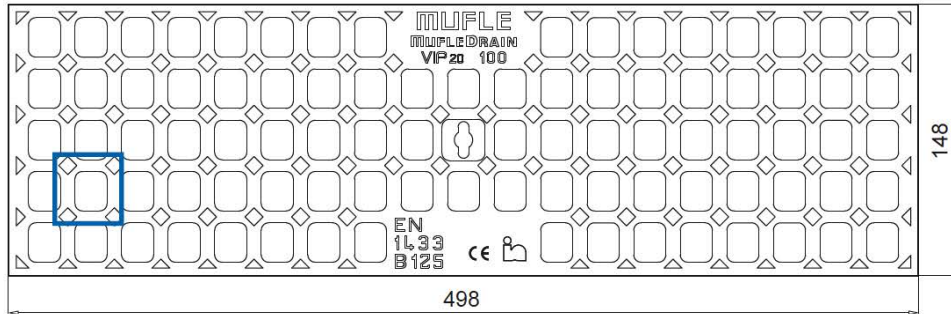 MUFLE
MUFLEDRAIN
VIP20 100
148
EN
1433
B125 CE
498